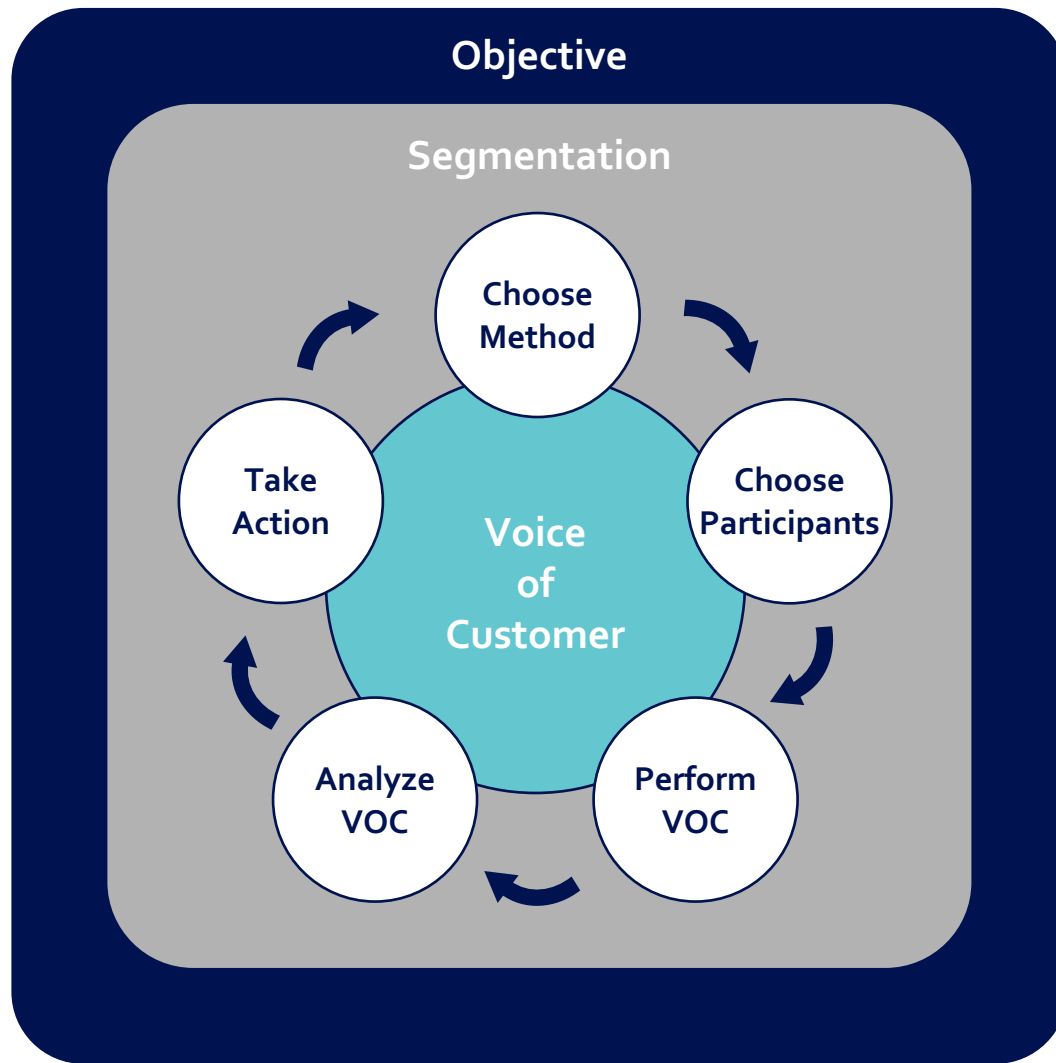 Objective
Segmentation
Choose
Method
Choose
Participants
Perform
VOC
Analyze
VOC
Take
Action
Voice
of
Customer